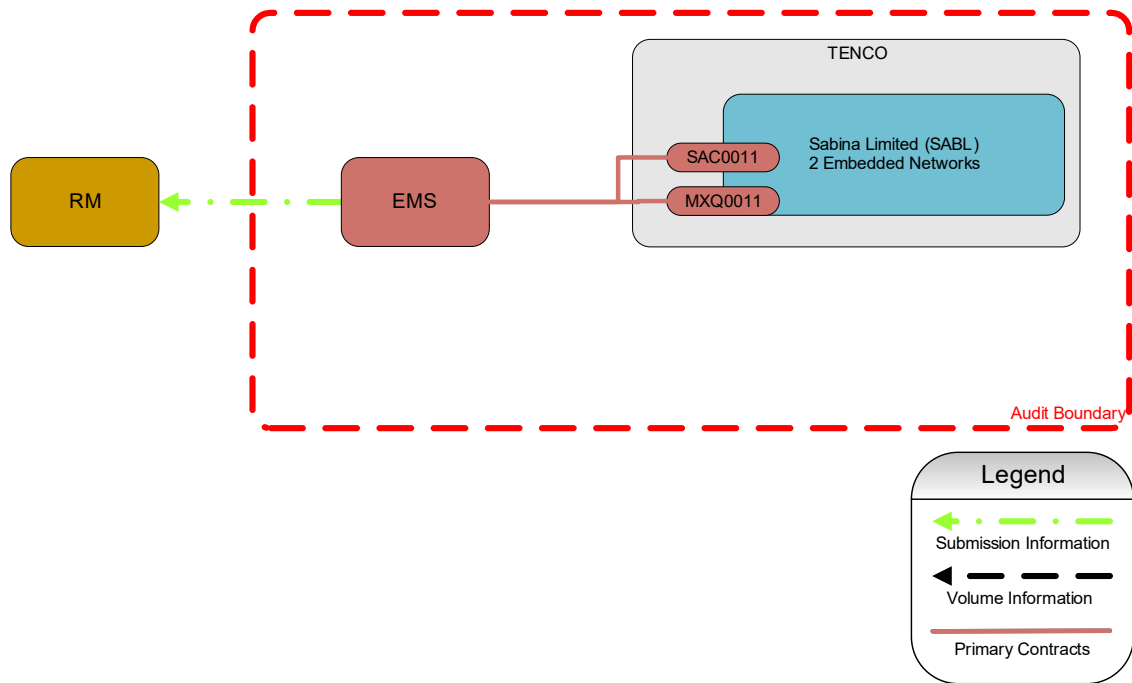 TENCO
SAC0011
Sabina Limited (SABL)
2 Embedded Networks
RM
EMS
MXQ0011
Audit Boundary
Legend
Submission Information
Volume Information
Primary Contracts